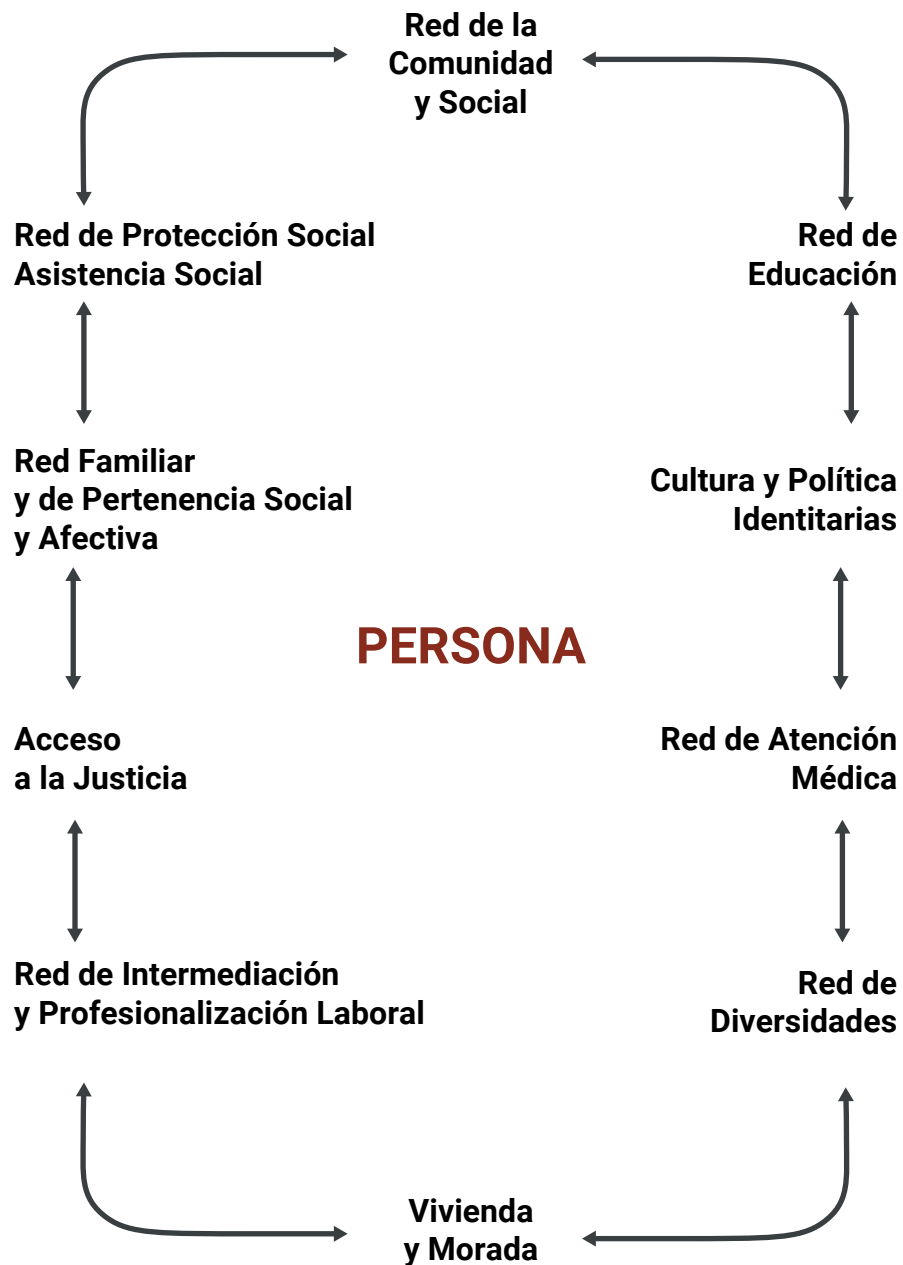 Red de la
Comunidad
y Social
Red de Protección Social
Asistencia Social
Red de
Educación
Red Familiar
y de Pertenencia Social
y Afectiva
Cultura y Política
Identitarias
PERSONA
Acceso
a la Justicia
Red de Atención
Médica
Red de Intermediación
y Profesionalización Laboral
Red de
Diversidades
Vivienda
y Morada